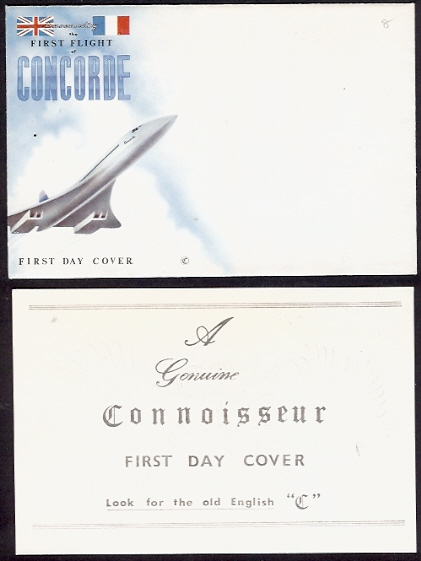 Commemorating
the
FIRST FLIGHT
of
CONCORDE
8
FIRST DAY COVER C
A
Genuine
Connoisseur
FIRST DAY COVER
Look for the old English "C"